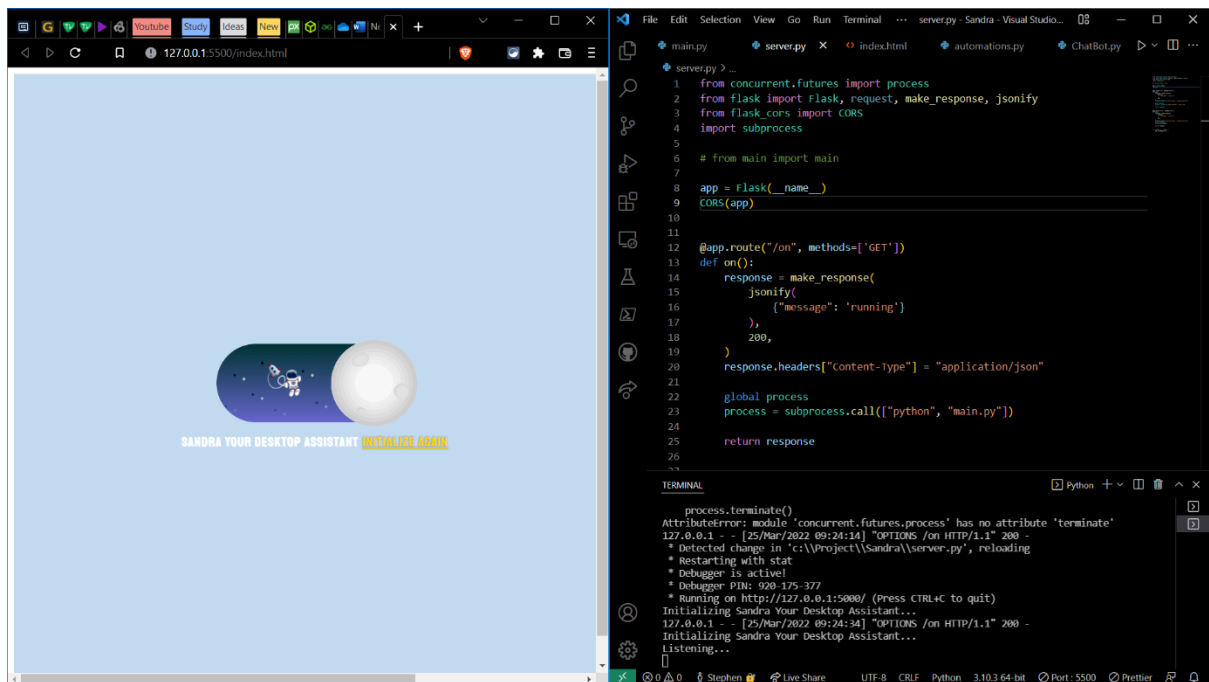 Youtube Study Ideas New
127.0.0.1:5500/index.html
SANDRA YOUR DESKTOP ASSISTANT INITIALIZE AGAIN
File Edit Selection View Go Run Terminal ··· server.py - Sandra - Visual Studio...
main.py server.py index.html automations.py ChatBot.py
server.py > ...
1 from concurrent.futures import process
2 from flask import Flask, request, make_response, jsonify
3 from flask_cors import CORS
4 import subprocess
5
6 # from main import main
7
8 app = Flask(__name__)
9 CORS(app)
10
11
12 @app.route("/on", methods=['GET'])
13 def on():
14 response = make_response(
15 jsonify(
16 {"message": 'running'}
17 ),
18 200,
19 )
20 response.headers["Content-Type"] = "application/json"
21
22 global process
23 process = subprocess.call(["python", "main.py"])
24
25 return response
26
TERMINAL
Python
process.terminate()
AttributeError: module 'concurrent.futures.process' has no attribute 'terminate'
127.0.0.1 - - [25/Mar/2022 09:24:14] "OPTIONS /on HTTP/1.1" 200 -
* Detected change in 'c:\\Project\\Sandra\\server.py', reloading
* Restarting with stat
* Debugger is active!
* Debugger PIN: 920-175-377
* Running on http://127.0.0.1:5000/ (Press CTRL+C to quit)
Initializing Sandra Your Desktop Assistant...
127.0.0.1 - - [25/Mar/2022 09:24:34] "OPTIONS /on HTTP/1.1" 200 -
Initializing Sandra Your Desktop Assistant...
Listening...
0 0 Stephen Live Share UTF-8 CRLF Python 3.10.3 64-bit Port : 5500 Prettier